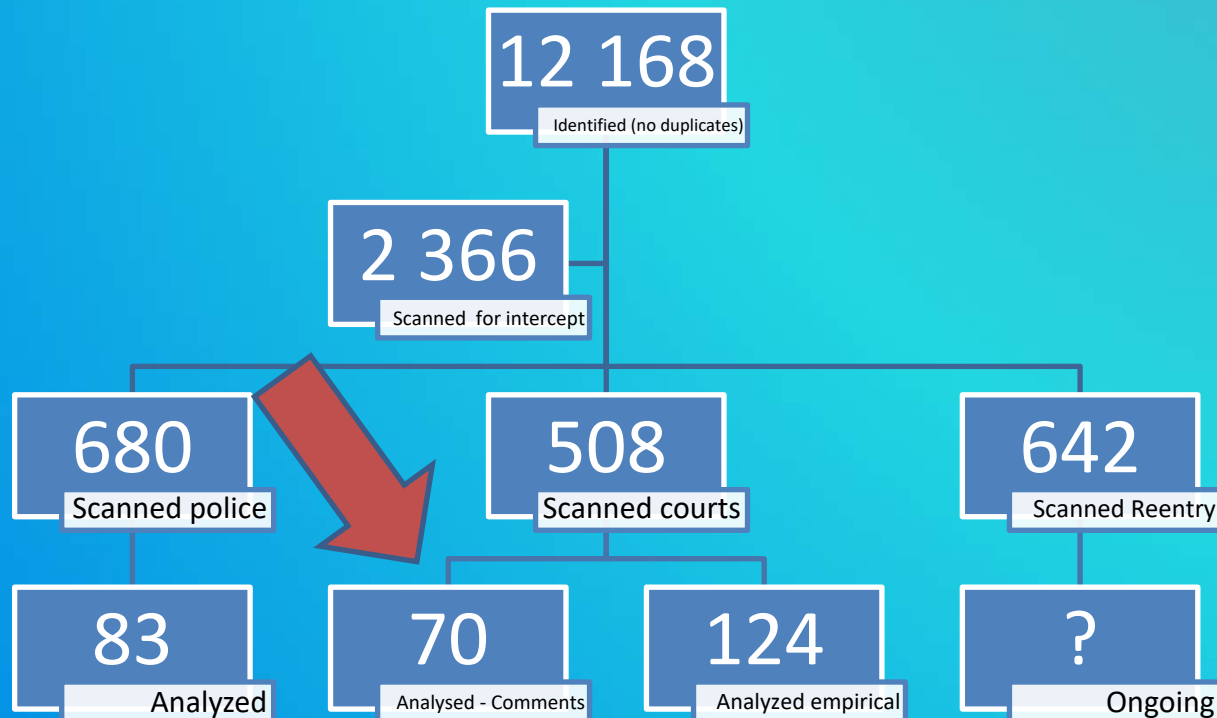 12 168
Identified (no duplicates)
2 366
Scanned for intercept
680
Scanned police
508
Scanned courts
642
Scanned Reentry
83
Analyzed
70
Analysed - Comments
124
Analyzed empirical
?
Ongoing